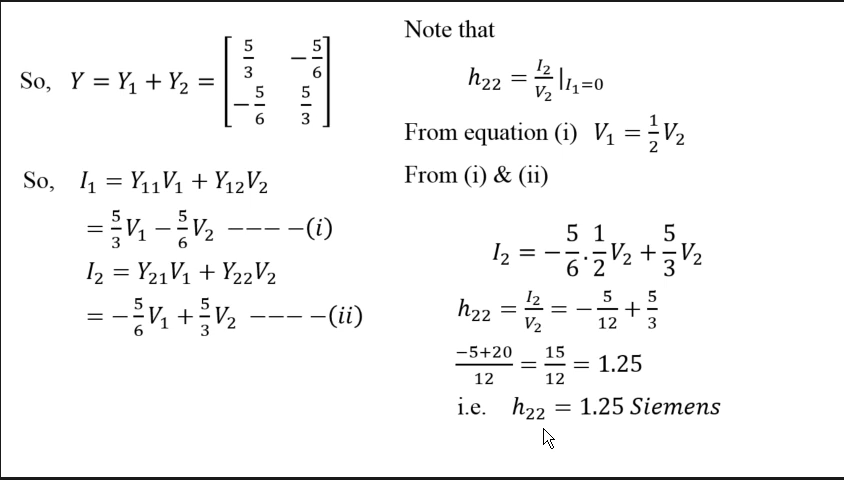 So, Y = Y₁ + Y₂ = [5/3 −5/6; −5/6 5/3]
So, I₁ = Y₁₁V₁ + Y₁₂V₂
= 5/3 V₁ − 5/6 V₂ −−− −(i)
I₂ = Y₂₁V₁ + Y₂₂V₂
= −5/6 V₁ + 5/3 V₂ −−− −(ii)
Note that
h₂₂ = I₂/V₂ |I₁=0
From equation (i) V₁ = 1/2 V₂
From (i) & (ii)
I₂ = −5/6 . 1/2 V₂ + 5/3 V₂
h₂₂ = I₂/V₂ = −5/12 + 5/3
−5+20/12 = 15/12 = 1.25
i.e. h₂₂ = 1.25 Siemens